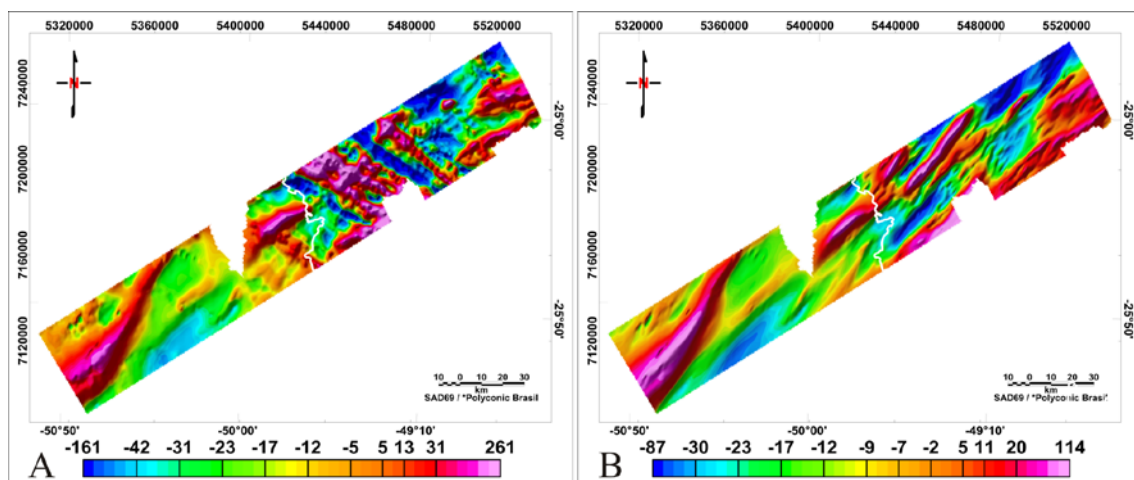 A
5320000 5360000 5400000 5440000 5480000 5520000
N
7240000
7200000
7160000
7120000
-25°00'
-25°50'
10 0 10 20 30
km
SAD69 / *Polyconic Brasil
-50°50' -50°00' -49°10'
-161 -42 -31 -23 -17 -12 -5 5 13 31 261
A
B
5320000 5360000 5400000 5440000 5480000 5520000
N
7240000
7200000
7160000
7120000
-25°00'
-25°50'
10 0 10 20 30
km
SAD69 / *Polyconic Brasil
-50°50' -50°00' -49°10'
-87 -30 -23 -17 -12 -9 -7 -2 5 11 20 114
B